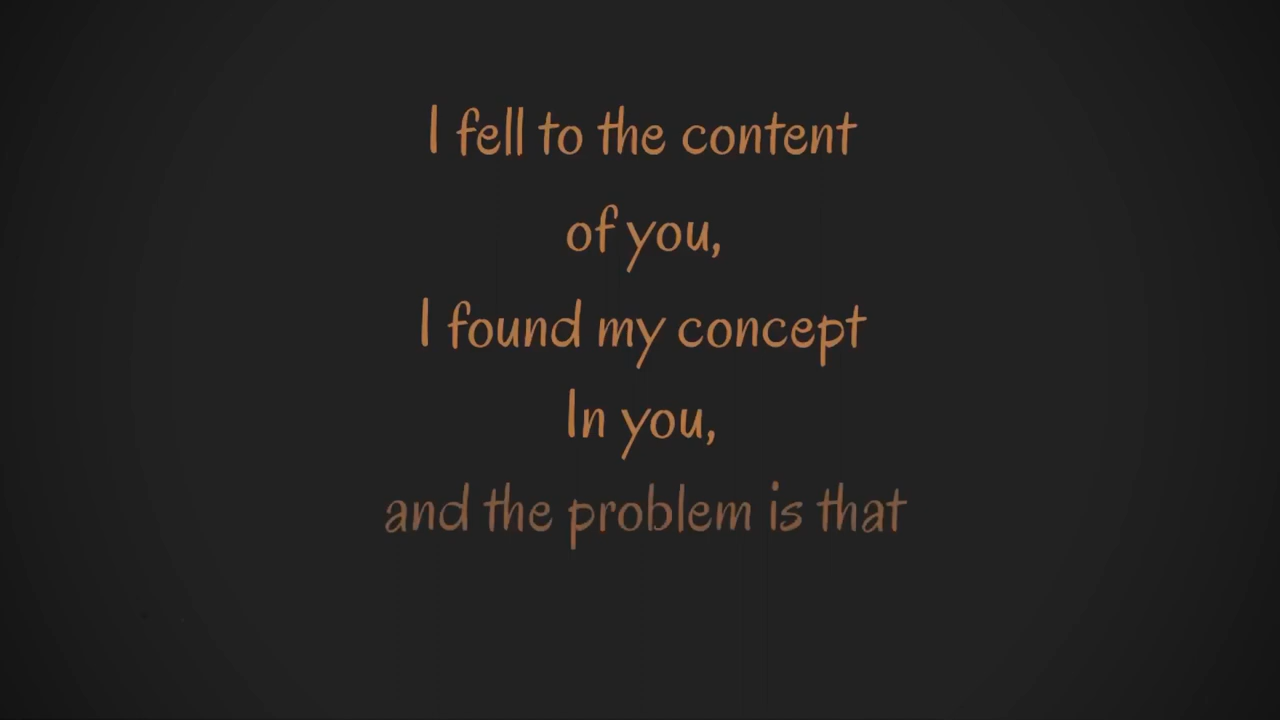 I fell to the content
of you,
I found my concept
In you,
and the problem is that